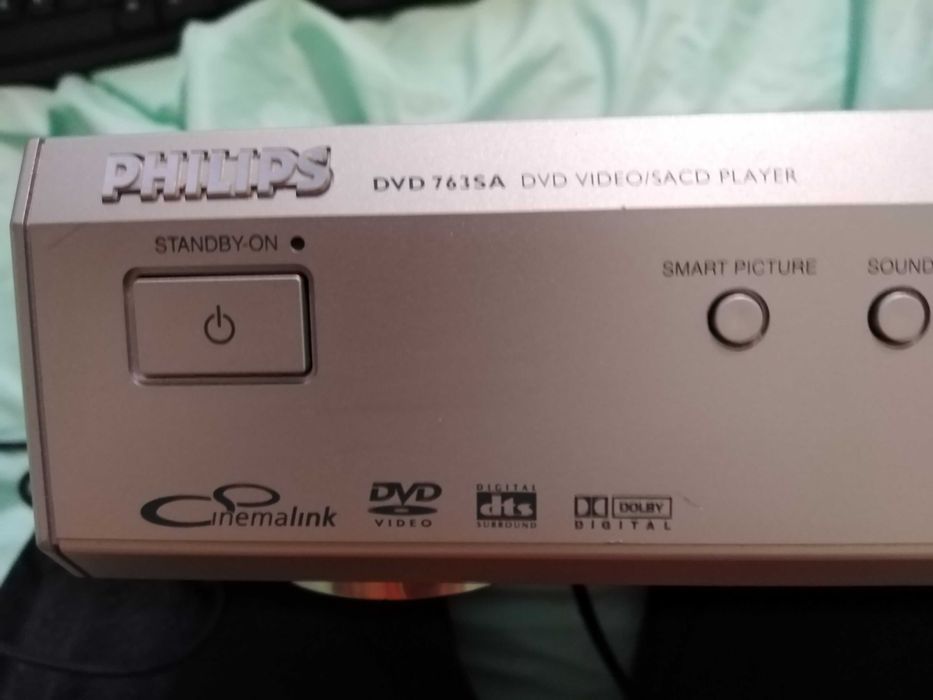 PHILIPS
DVD 763SA DVD VIDEO/SACD PLAYER
STANDBY-ON
SMART PICTURE
SOUND
Cinemalink
DVD
VIDEO
DIGITAL
dts
SURROUND
DOLBY
DIGITAL